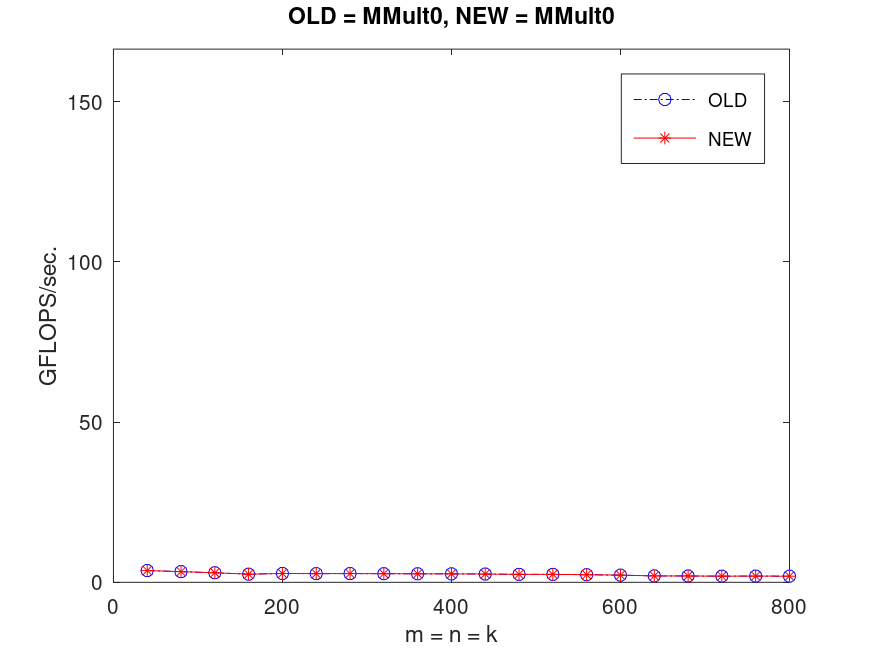 OLD = MMult0, NEW = MMult0
150
100
50
0
GFLOPS/sec.
OLD
NEW
0 200 400 600 800
m = n = k